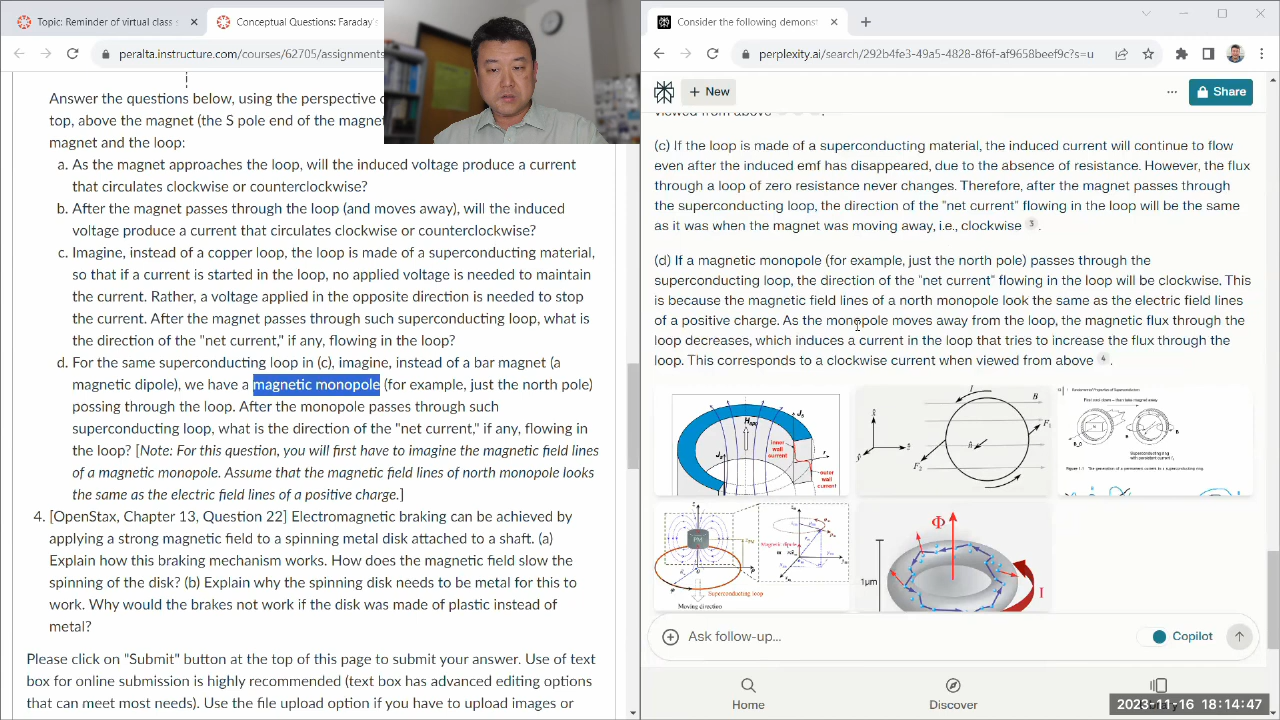 Topic: Reminder of virtual class
Conceptual Questions: Faraday
Consider the following demonst
peralta.instructure.com/courses/62705/assignments
perplexity.ai/search/292b4fe3-49a5-4828-8f6f-af9658beef9c?s=u
Answer the questions below, using the perspective
top, above the magnet (the S pole end of the magne
magnet and the loop:
a. As the magnet approaches the loop, will the induced voltage produce a current
that circulates clockwise or counterclockwise?
b. After the magnet passes through the loop (and moves away), will the induced
voltage produce a current that circulates clockwise or counterclockwise?
c. Imagine, instead of a copper loop, the loop is made of a superconducting material,
so that if a current is started in the loop, no applied voltage is needed to maintain
the current. Rather, a voltage applied in the opposite direction is needed to stop
the current. After the magnet passes through such superconducting loop, what is
the direction of the "net current," if any, flowing in the loop?
d. For the same superconducting loop in (c), imagine, instead of a bar magnet (a
magnetic dipole), we have a magnetic monopole (for example, just the north pole)
possing through the loop. After the monopole passes through such
superconducting loop, what is the direction of the "net current," if any, flowing in
the loop? [Note: For this question, you will first have to imagine the magnetic field lines
of a magnetic monopole. Assume that the magnetic field lines of north monopole looks
the same as the electric field lines of a positive charge.]
4. [OpenStax, Chapter 13, Question 22] Electromagnetic braking can be achieved by
applying a strong magnetic field to a spinning metal disk attached to a shaft. (a)
Explain how this braking mechanism works. How does the magnetic field slow the
spinning of the disk? (b) Explain why the spinning disk needs to be metal for this to
work. Why would the brakes not work if the disk was made of plastic instead of
metal?
Please click on "Submit" button at the top of this page to submit your answer. Use of text
box for online submission is highly recommended (text box has advanced editing options
that can meet most needs). Use the file upload option if you have to upload images or
New
Share
viewed from above
(c) If the loop is made of a superconducting material, the induced current will continue to flow
even after the induced emf has disappeared, due to the absence of resistance. However, the flux
through a loop of zero resistance never changes. Therefore, after the magnet passes through
the superconducting loop, the direction of the "net current" flowing in the loop will be the same
as it was when the magnet was moving away, i.e., clockwise 3 .
(d) If a magnetic monopole (for example, just the north pole) passes through the
superconducting loop, the direction of the "net current" flowing in the loop will be clockwise. This
is because the magnetic field lines of a north monopole look the same as the electric field lines
of a positive charge. As the monopole moves away from the loop, the magnetic flux through the
loop decreases, which induces a current in the loop that tries to increase the flux through the
loop. This corresponds to a clockwise current when viewed from above 4 .
inner
wall
current
outer
wall
current
Superconducting loop
Moving direction
Magnetic dipole
PM
1µm
Φ
I
Ask follow-up...
Copilot
Home
Discover
2023-11-16 18:14:47